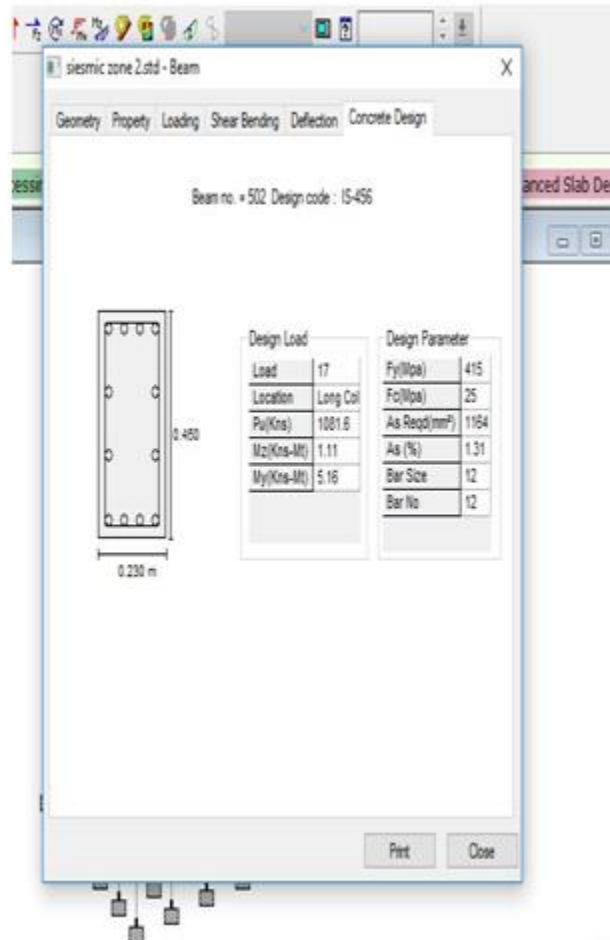 siesmic zone 2.std - Beam
X
Geometry Property Loading Shear Bending Deflection Concrete Design
anced Slab De
Beam no. = 502 Design code : IS-456
0.460
0.230 m
Design Load
Load 17
Location Long Col
Pu(Kns) 1081.6
Mz(Kns-Mt) 1.11
My(Kns-Mt) 5.16
Design Parameter
Fy(Mpa) 415
Fc(Mpa) 25
As Reqd(mm²) 1164
As (%) 1.31
Bar Size 12
Bar No 12
Print Close